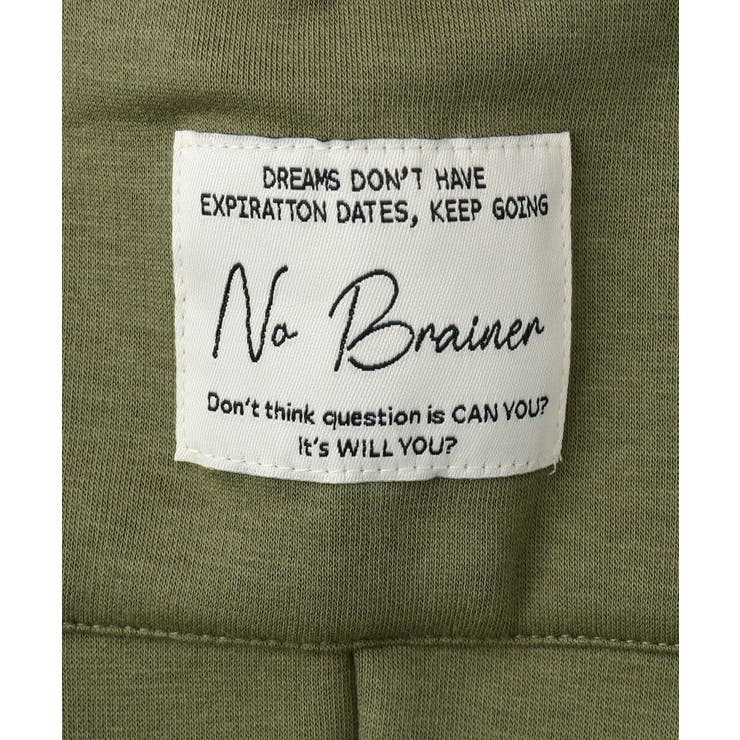 DREAMS DON'T HAVE
EXPIRATTON DATES, KEEP GOING
No Brainer
Don't think question is CAN YOU?
It's WILL YOU?